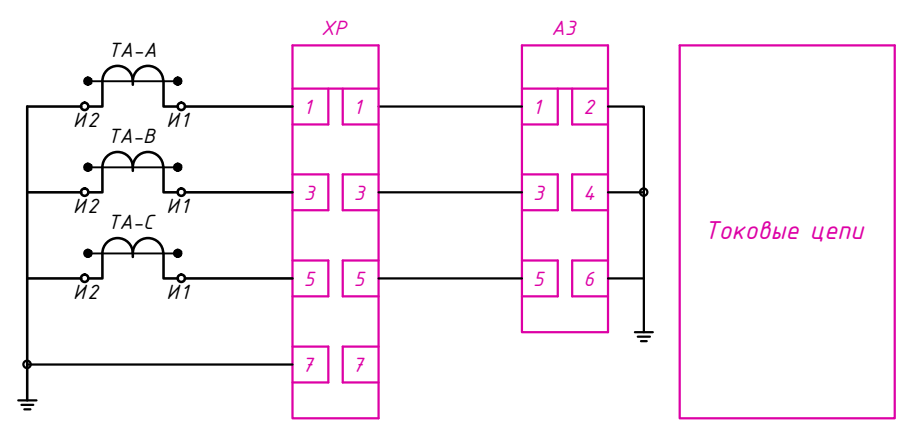 ХР
А3
ТА-А
1 1
1 2
И2 И1
ТА-В
3 3
3 4
И2 И1
ТА-С
Токовые цепи
5 5
5 6
И2 И1
7 7